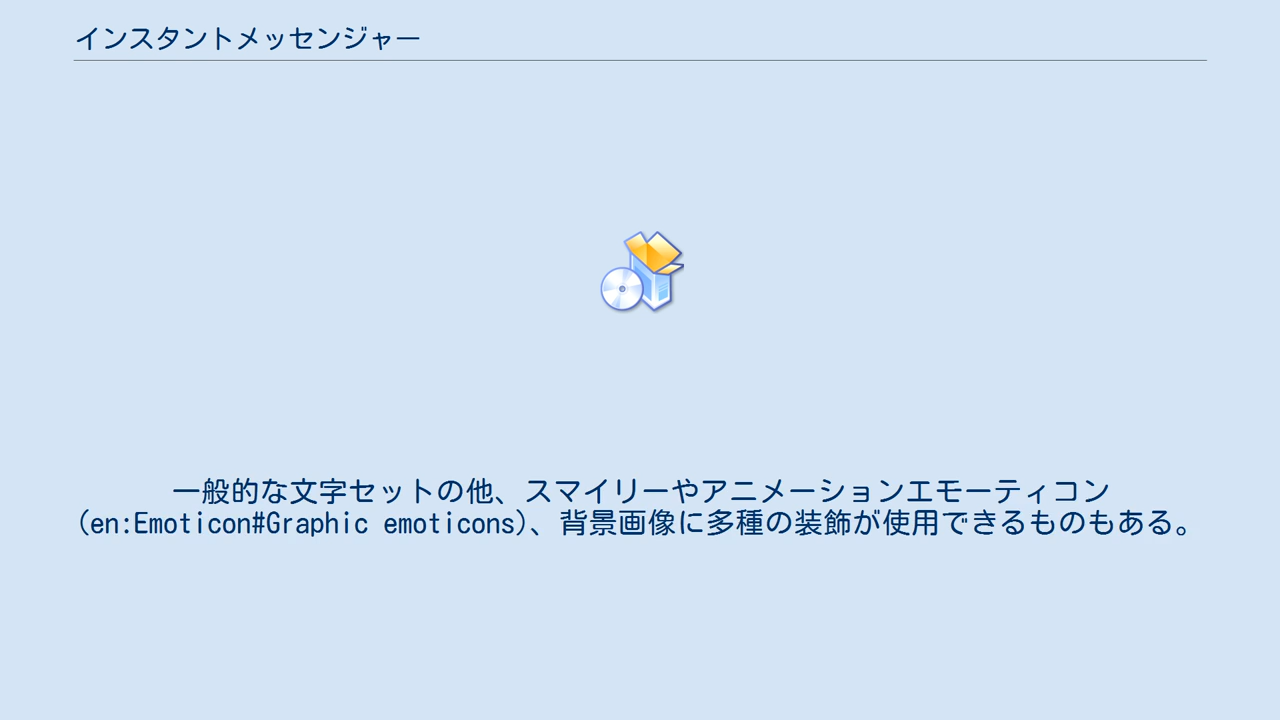 インスタントメッセンジャー
一般的な文字セットの他、スマイリーやアニメーションエモーティコン
(en:Emoticon#Graphic emoticons)、背景画像に多種の装飾が使用できるものもある。